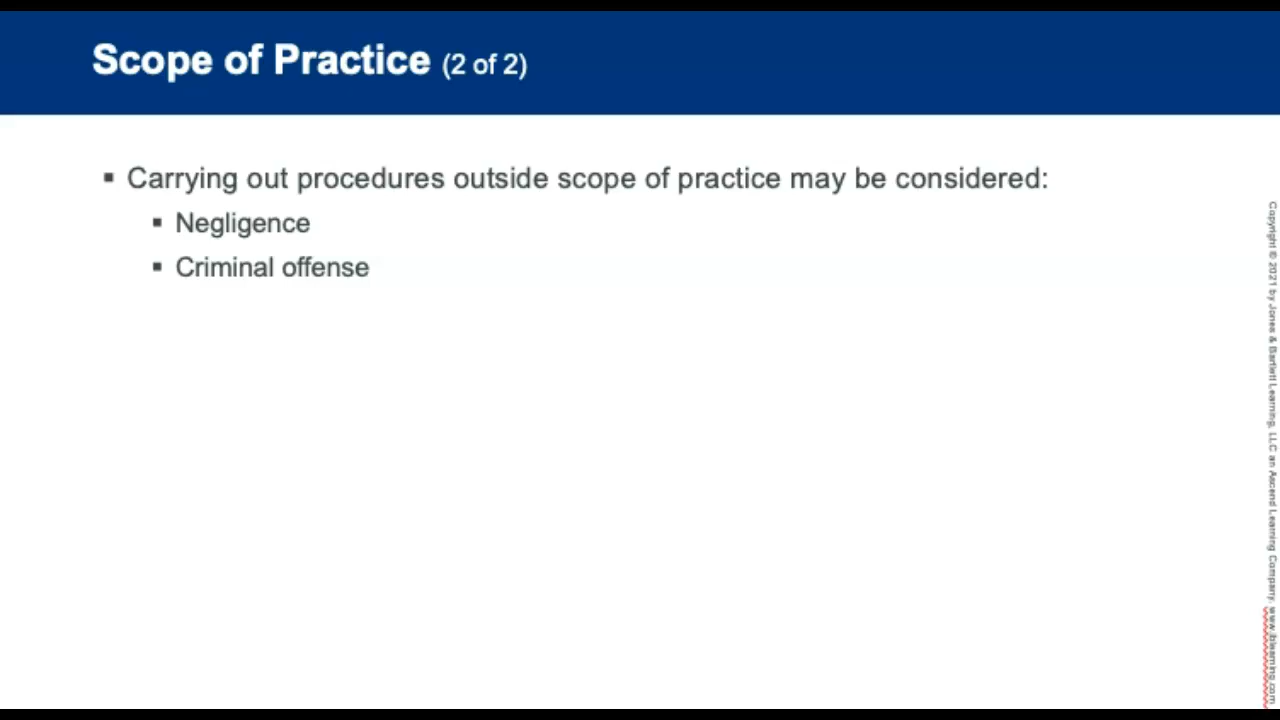 Scope of Practice (2 of 2)
▪ Carrying out procedures outside scope of practice may be considered:
▪ Negligence
▪ Criminal offense
Copyright © 2021 by Jones & Bartlett Learning, LLC an Ascend Learning Company. www.jblearning.com